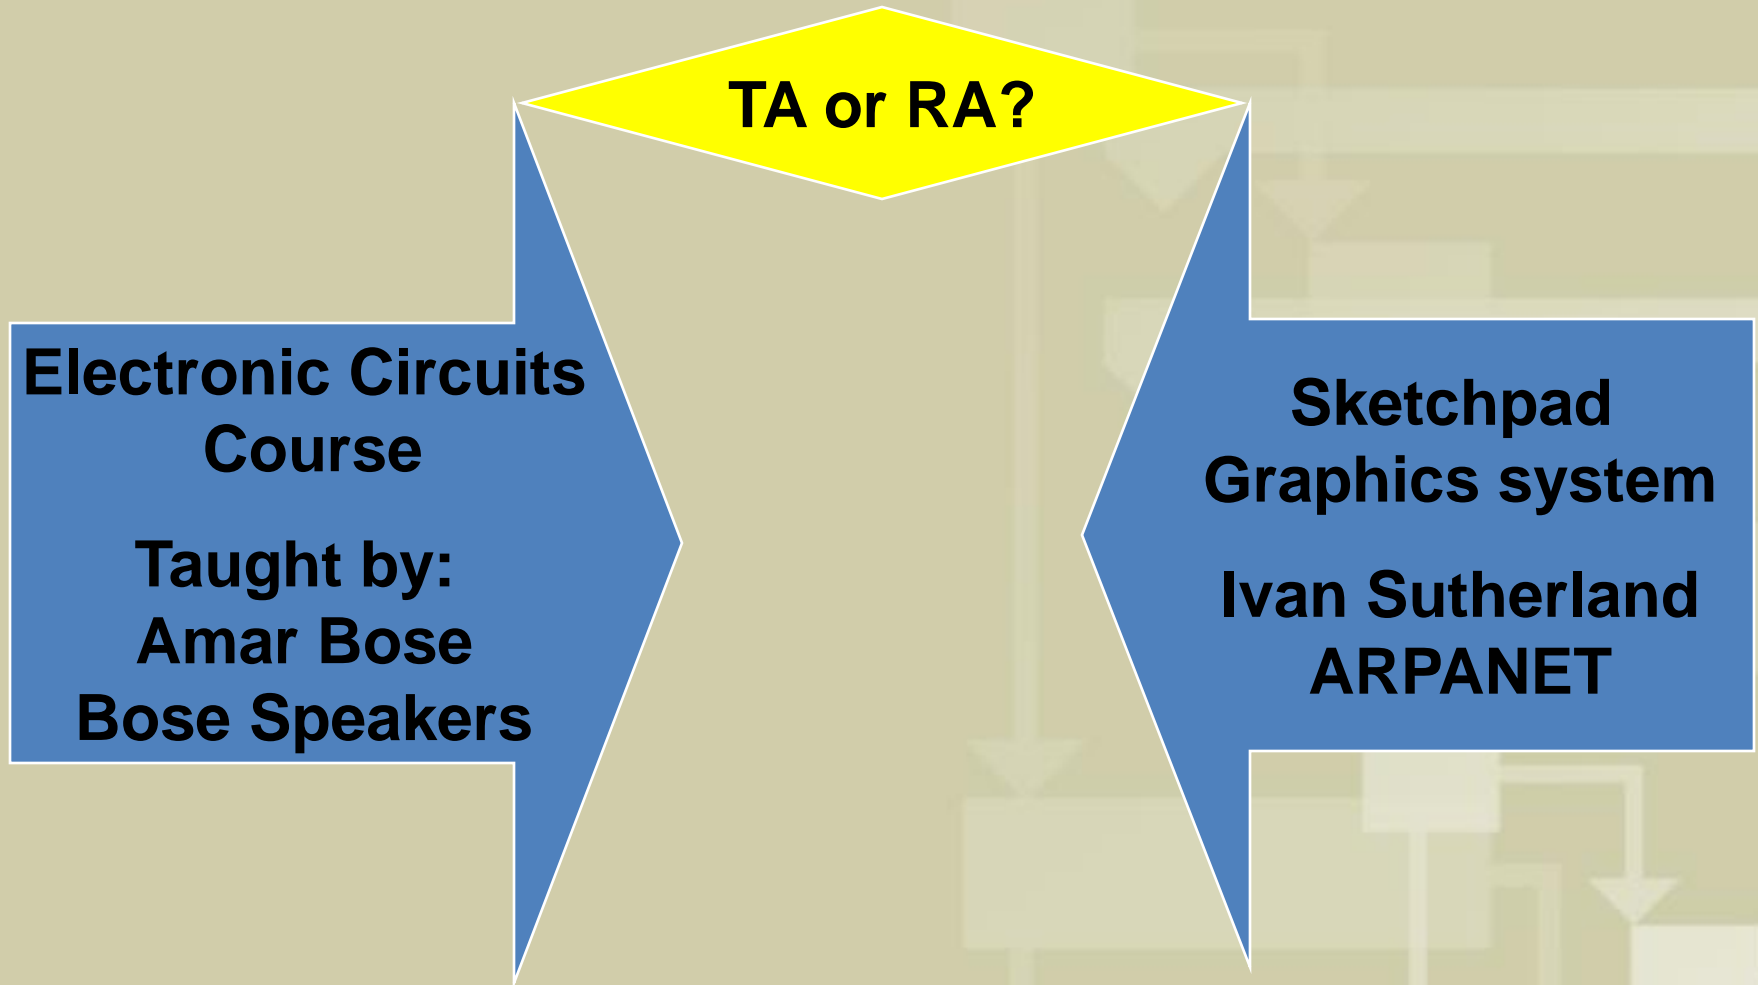 TA or RA?
Electronic Circuits
Course
Taught by:
Amar Bose
Bose Speakers
Sketchpad
Graphics system
Ivan Sutherland
ARPANET